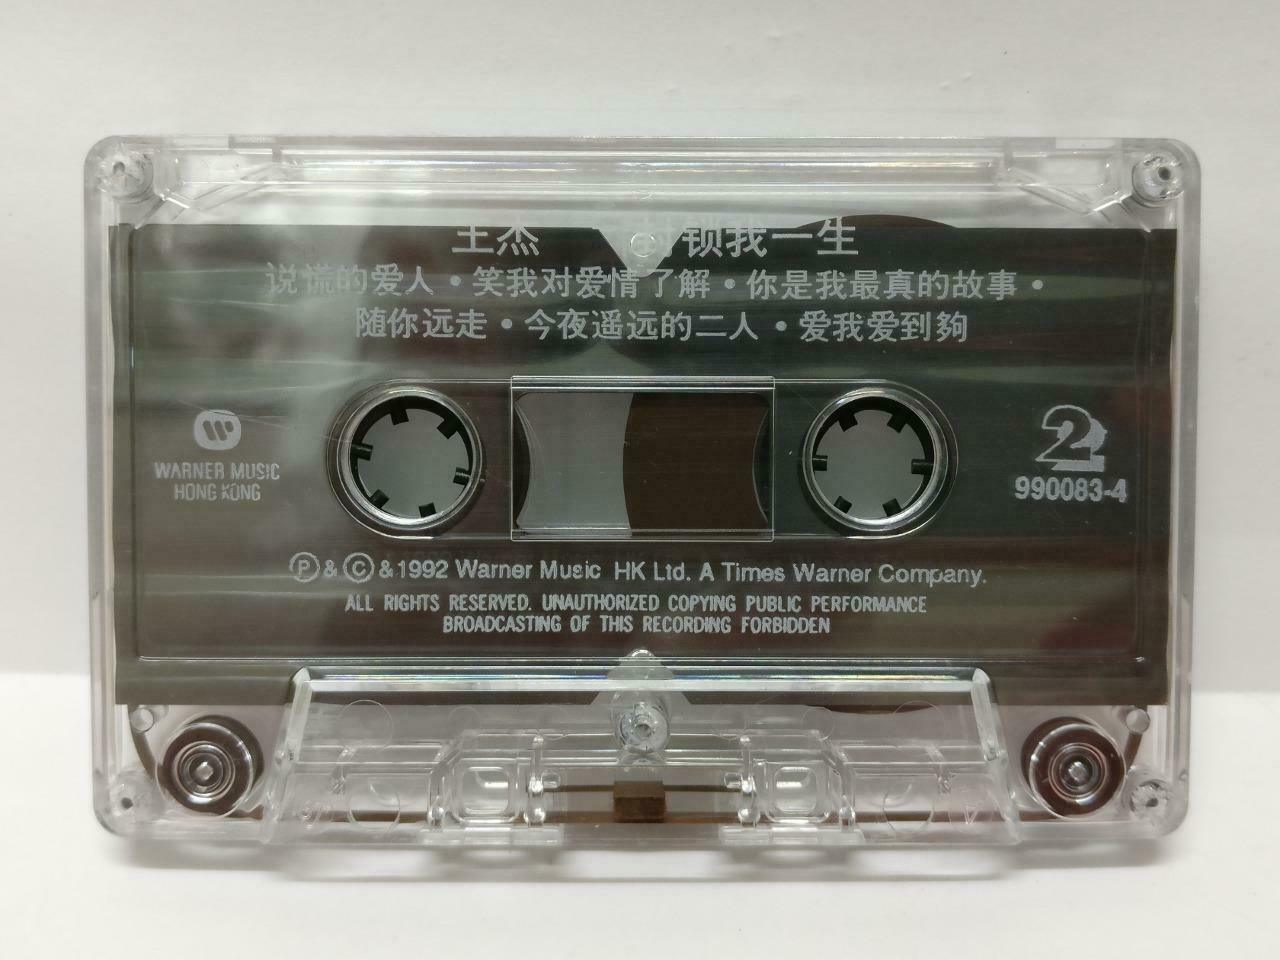 王杰 封锁我一生
说谎的爱人・笑我对爱情了解・你是我最真的故事・
随你远走・今夜遥远的二人・爱我爱到夠
WARNER MUSIC
HONG KONG
2
990083-4
Ⓟ & Ⓒ & 1992 Warner Music HK Ltd. A Times Warner Company.
ALL RIGHTS RESERVED. UNAUTHORIZED COPYING PUBLIC PERFORMANCE
BROADCASTING OF THIS RECORDING FORBIDDEN